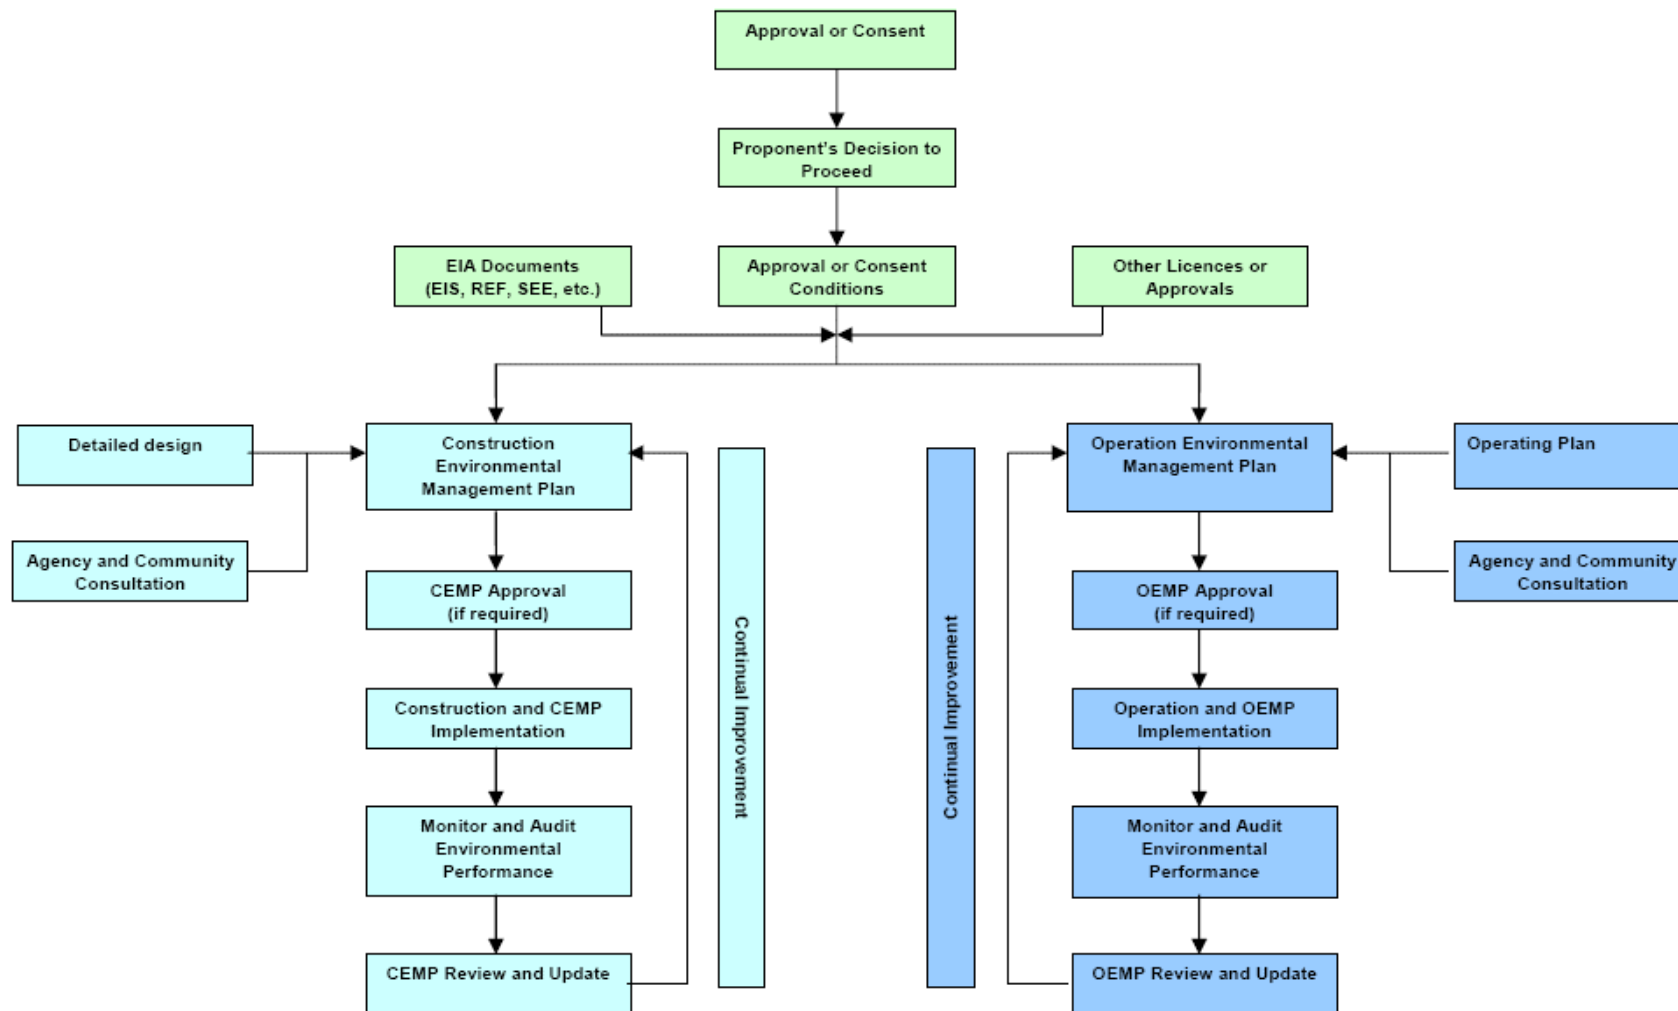 Approval or Consent
Proponent's Decision to
Proceed
EIA Documents
(EIS, REF, SEE, etc.)
Approval or Consent
Conditions
Other Licences or
Approvals
Detailed design
Construction
Environmental
Management Plan
Operation Environmental
Management Plan
Operating Plan
Agency and Community
Consultation
CEMP Approval
(if required)
OEMP Approval
(if required)
Agency and Community
Consultation
Continual Improvement
Continual Improvement
Construction and CEMP
Implementation
Operation and OEMP
Implementation
Monitor and Audit
Environmental
Performance
Monitor and Audit
Environmental
Performance
CEMP Review and Update
OEMP Review and Update